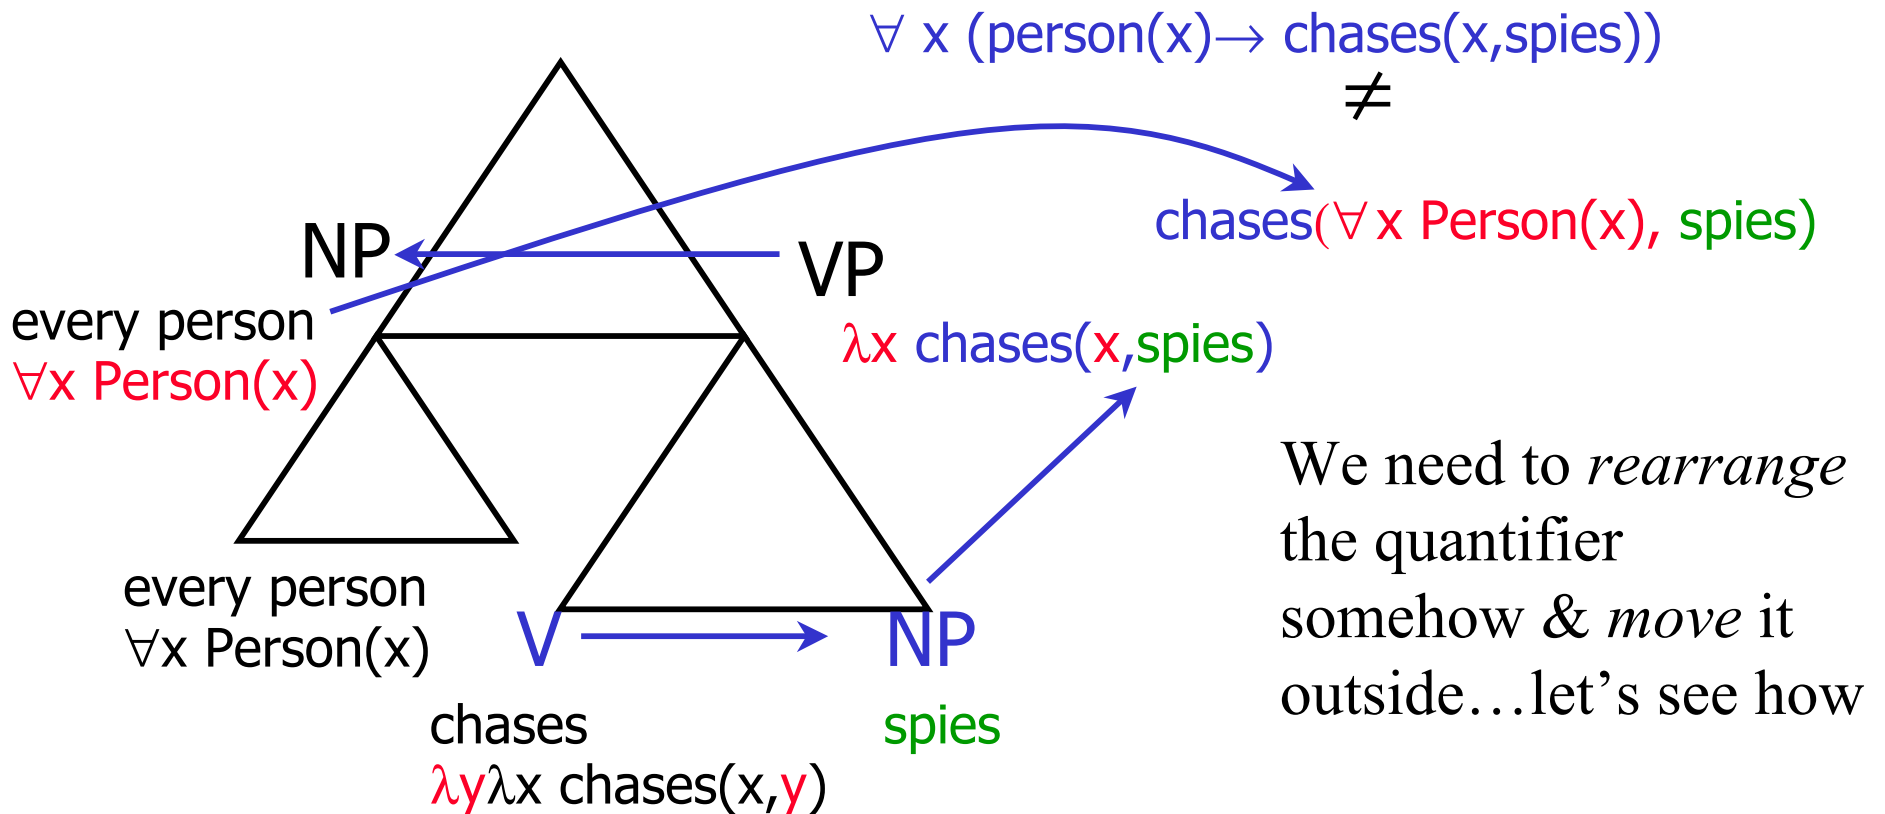 ∀ x (person(x)→ chases(x,spies))
≠
chases(∀x Person(x), spies)
NP
VP
every person
∀x Person(x)
λx chases(x,spies)
We need to rearrange
the quantifier
somehow & move it
outside…let’s see how
every person
∀x Person(x)
V
NP
chases
spies
λyλx chases(x,y)